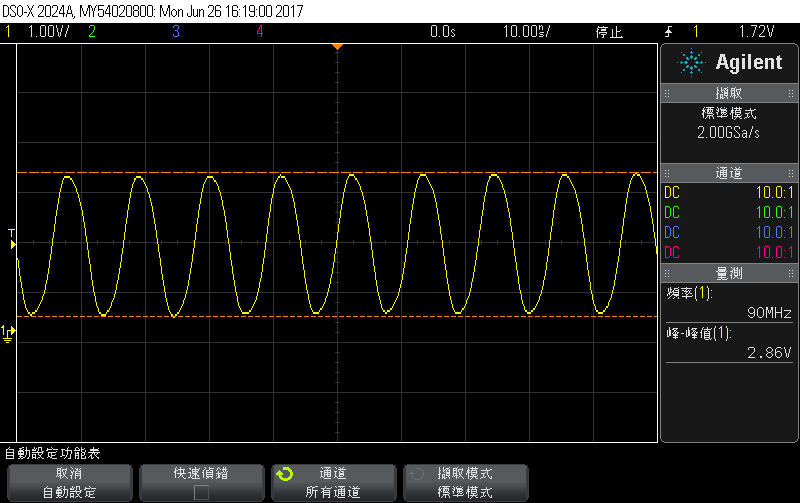 DSO-X 2024A, MY54020800: Mon Jun 26 16:19:00 2017
1 1.00V/ 2 3 4 0.0s 10.00ns/ 停止 1 1.72V
Agilent
擷取
標準模式
2.00GSa/s
通道
DC 10.0:1
DC 10.0:1
DC 10.0:1
DC 10.0:1
量測
頻率(1):
90MHz
峰-峰值(1):
2.86V
T
1
自動設定功能表
取消
自動設定
快速偵錯
通道
所有通道
擷取模式
標準模式